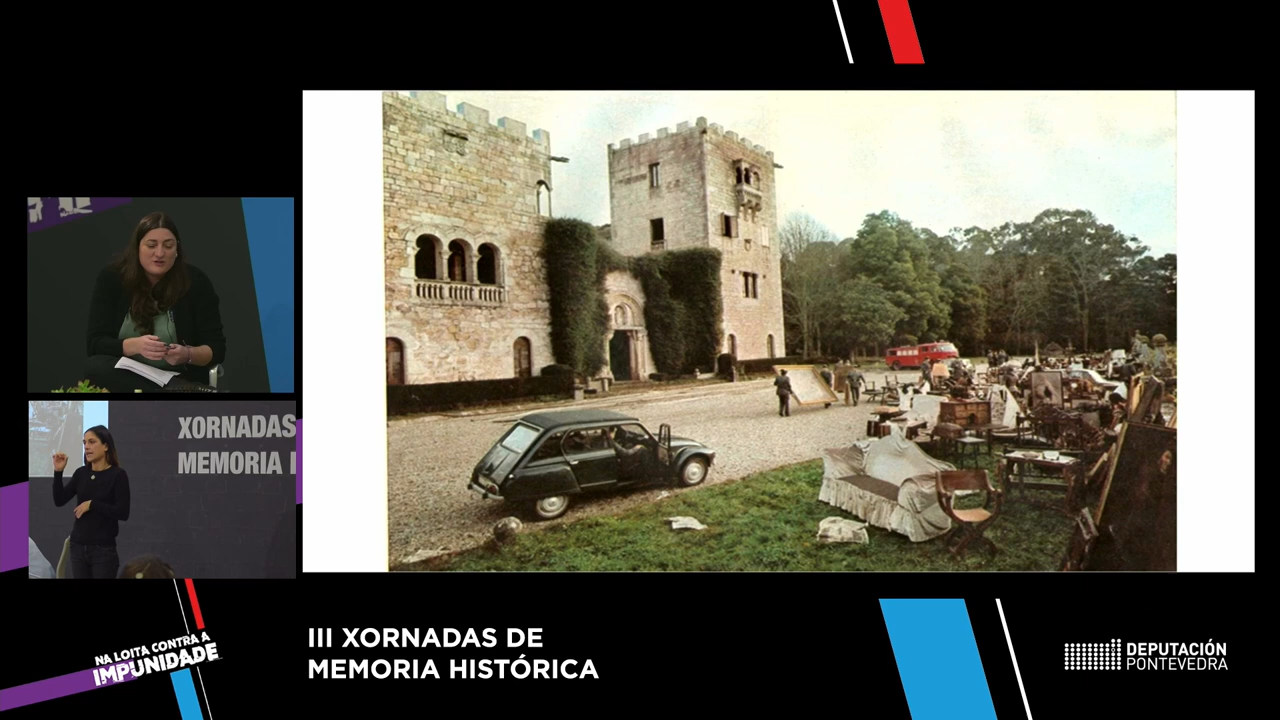 XORNADAS
MEMORIA
NA LOITA CONTRA A
IMPUNIDADE
III XORNADAS DE
MEMORIA HISTÓRICA
DEPUTACIÓN
PONTEVEDRA